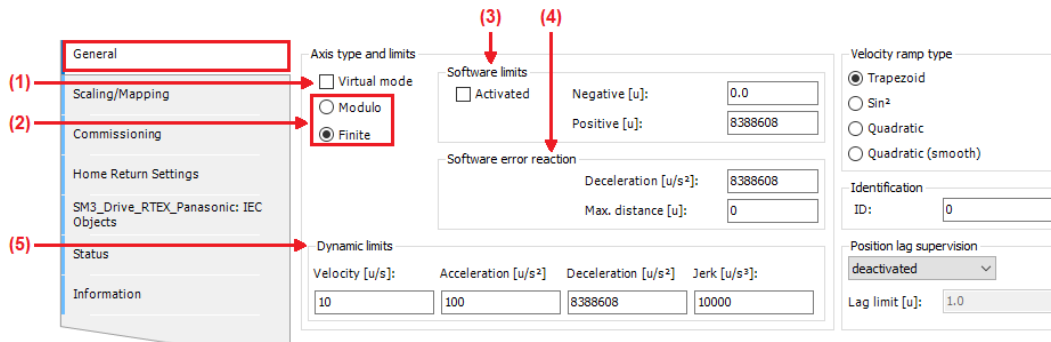 (3)
(4)
General
Axis type and limits
Velocity ramp type
(1)
Virtual mode
Software limits
Trapezoid
Scaling/Mapping
Activated
Negative [u]:
0.0
(2)
Modulo
Sin²
Positive [u]:
8388608
Commissioning
Finite
Quadratic
Quadratic (smooth)
Software error reaction
Home Return Settings
Deceleration [u/s²]:
8388608
Identification
SM3_Drive_RTEX_Panasonic: IEC
Objects
Max. distance [u]:
0
ID:
0
(5)
Status
Dynamic limits
Position lag supervision
Velocity [u/s]:
Acceleration [u/s²]
Deceleration [u/s²]
Jerk [u/s³]:
deactivated
Information
10
100
8388608
10000
Lag limit [u]:
1.0